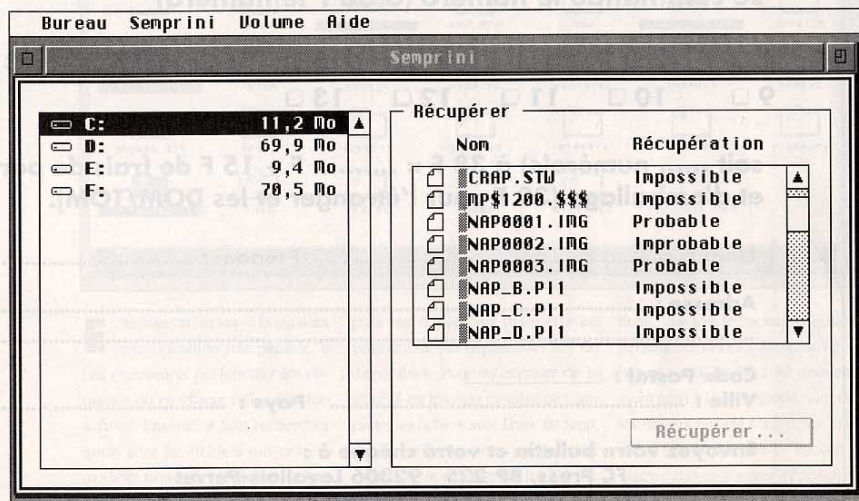 Bureau Semprini Volume Aide
Semprini
C: 11,2 Mo
D: 69,9 Mo
E: 9,4 Mo
F: 70,5 Mo
Récupérer
Nom Récupération
CRAP.STW Impossible
MP$1200.$$$ Impossible
NAP0001.IMG Probable
NAP0002.IMG Improbable
NAP0003.IMG Probable
NAP_B.PI1 Impossible
NAP_C.PI1 Impossible
NAP_D.PI1 Impossible
Récupérer...